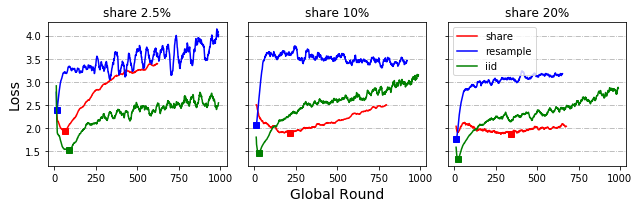 share 2.5%
share 10%
share 20%
Loss
4.0
3.5
3.0
2.5
2.0
1.5
share
resample
iid
0 250 500 750 1000
0 250 500 750 1000
0 250 500 750 1000
Global Round